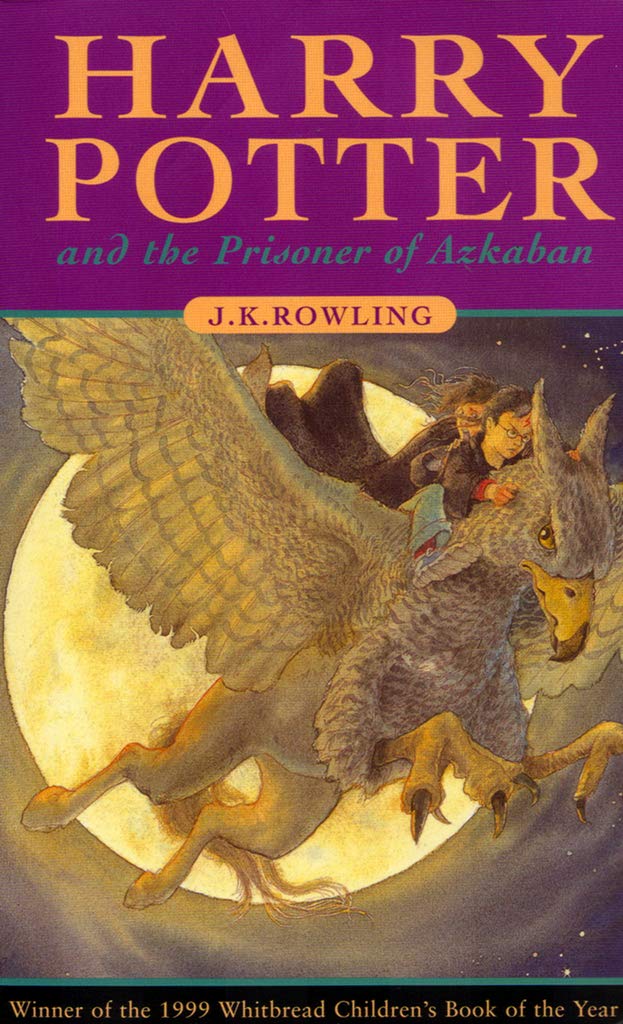 HARRY
POTTER
and the Prisoner of Azkaban
J.K.ROWLING
Winner of the 1999 Whitbread Children's Book of the Year